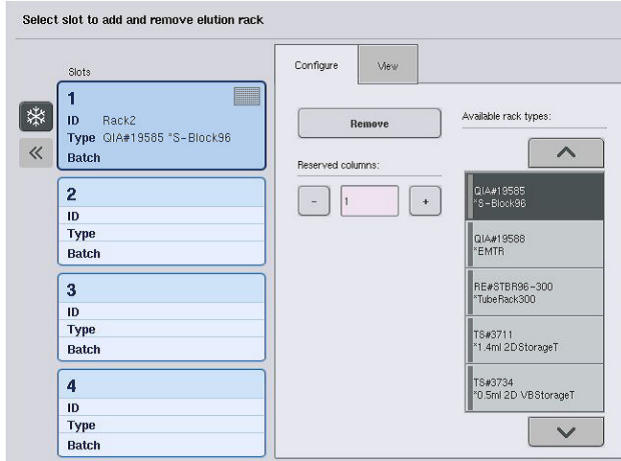 Select slot to add and remove elution rack
Slots
1
ID Rack2
Type QIA#19585 *S-Block96
Batch
2
ID
Type
Batch
3
ID
Type
Batch
4
ID
Type
Batch
Configure
View
Remove
Reserved columns:
- 1 +
Available rack types:
QIA#19585
*S-Block96
QIA#19588
*EMTR
RE#STBR96-300
*TubeRack300
TS#3711
*1.4ml 2DStorageT
TS#3734
*0.5ml 2D VBStorageT